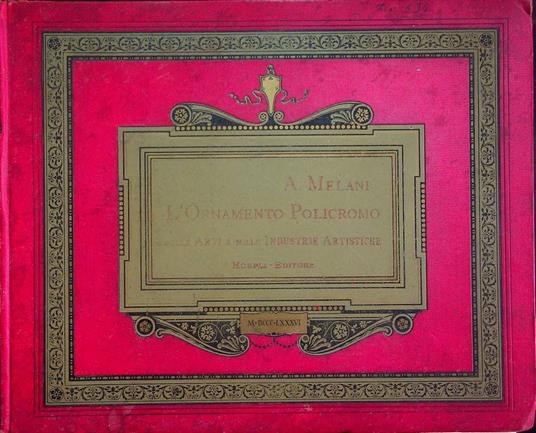 A. Melani
L'Ornamento Policromo
nelle Arti e nelle Industrie Artistiche
Hoepli-Editore
M·DCCC·LXXXVI